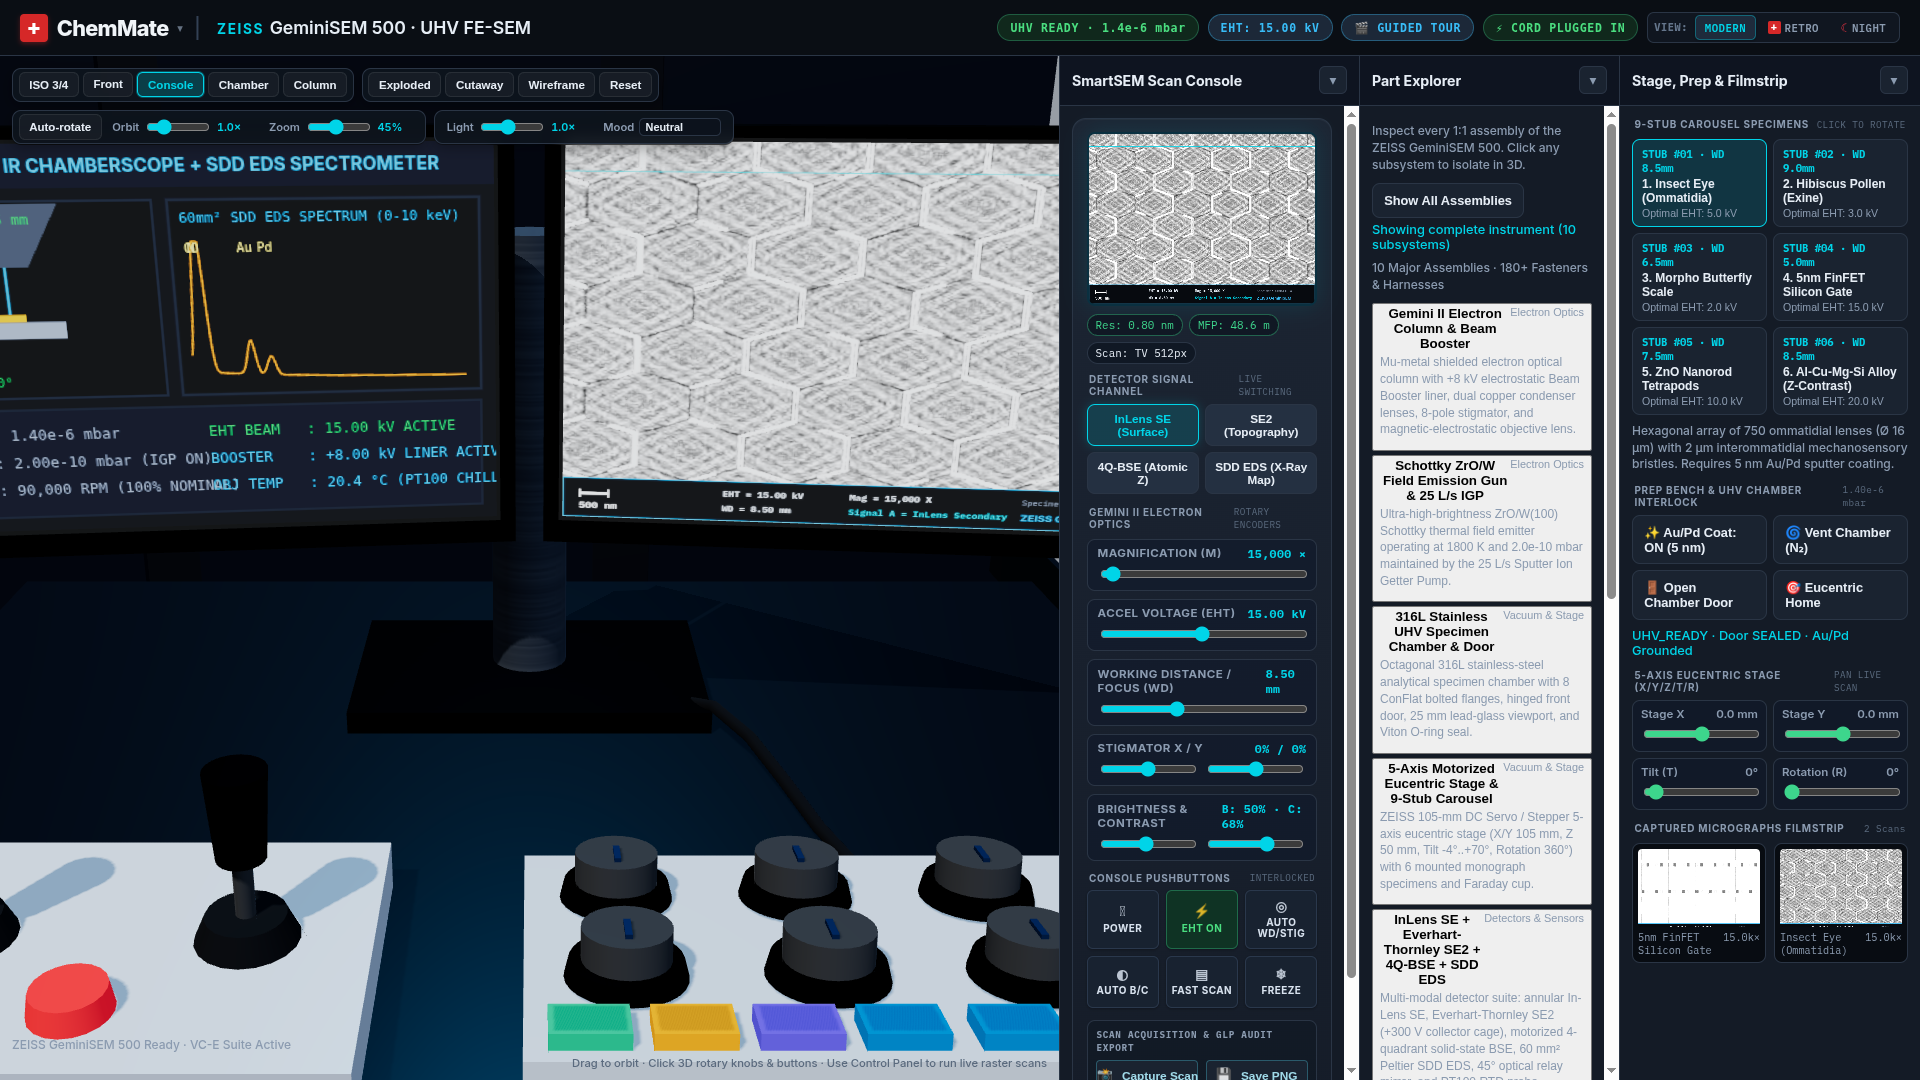 ChemMate
ZEISS GeminiSEM 500 · UHV FE-SEM
UHV READY · 1.4e-6 mbar
EHT: 15.00 kV
GUIDED TOUR
CORD PLUGGED IN
VIEW:
MODERN
RETRO
NIGHT
ISO 3/4
Front
Console
Chamber
Column
Exploded
Cutaway
Wireframe
Reset
Auto-rotate
Orbit
1.0×
Zoom
45%
Light
1.0×
Mood
Neutral
IR CHAMBERSCOPE + SDD EDS SPECTROMETER
mm
60mm² SDD EDS SPECTRUM (0-10 keV)
Au Pd
1.40e-6 mbar
: 2.00e-10 mbar (IGP ON)
: 90,000 RPM (100% NOMINAL)
EHT BEAM : 15.00 kV ACTIVE
BOOSTER : +8.00 kV LINER ACTIV
OBJ TEMP : 20.4 °C (PT100 CHILL
500 nm
EHT = 15.00 kV
WD = 8.50 mm
Mag = 15,000 X
Signal A = InLens Secondary
Specime
ZEISS
ZEISS GeminiSEM 500 Ready · VC-E Suite Active
Drag to orbit · Click 3D rotary knobs & buttons · Use Control Panel to run live raster scans
SmartSEM Scan Console
Res: 0.80 nm
MFP: 48.6 m
Scan: TV 512px
DETECTOR SIGNAL CHANNEL
LIVE SWITCHING
InLens SE (Surface)
SE2 (Topography)
4Q-BSE (Atomic Z)
SDD EDS (X-Ray Map)
GEMINI II ELECTRON OPTICS
ROTARY ENCODERS
MAGNIFICATION (M)
15,000 ×
ACCEL VOLTAGE (EHT)
15.00 kV
WORKING DISTANCE / FOCUS (WD)
8.50 mm
STIGMATOR X / Y
0% / 0%
BRIGHTNESS & CONTRAST
B: 50% · C: 68%
CONSOLE PUSHBUTTONS
INTERLOCKED
POWER
EHT ON
AUTO WD/STIG
AUTO B/C
FAST SCAN
FREEZE
SCAN ACQUISITION & GLP AUDIT EXPORT
Capture Scan
Save PNG
Part Explorer
Inspect every 1:1 assembly of the
ZEISS GeminiSEM 500. Click any
subsystem to isolate in 3D.
Show All Assemblies
Showing complete instrument (10
subsystems)
10 Major Assemblies · 180+ Fasteners
& Harnesses
Gemini II Electron Column & Beam Booster
Electron Optics
Mu-metal shielded electron optical
column with +8 kV electrostatic Beam
Booster liner, dual copper condenser
lenses, 8-pole stigmator, and
magnetic-electrostatic objective lens.
Schottky ZrO/W Field Emission Gun & 25 L/s IGP
Electron Optics
Ultra-high-brightness ZrO/W(100)
Schottky thermal field emitter
operating at 1800 K and 2.0e-10 mbar
maintained by the 25 L/s Sputter Ion
Getter Pump.
316L Stainless UHV Specimen Chamber & Door
Vacuum & Stage
Octagonal 316L stainless-steel
analytical specimen chamber with 8
ConFlat bolted flanges, hinged front
door, 25 mm lead-glass viewport, and
Viton O-ring seal.
5-Axis Motorized Eucentric Stage & 9-Stub Carousel
Vacuum & Stage
ZEISS 105-mm DC Servo / Stepper 5-
axis eucentric stage (X/Y 105 mm, Z
50 mm, Tilt -4°..+70°, Rotation 360°)
with 6 mounted monograph
specimens and Faraday cup.
InLens SE + Everhart-Thornley SE2 + 4Q-BSE + SDD EDS
Detectors & Sensors
Multi-modal detector suite: annular In-
Lens SE, Everhart-Thornley SE2
(+300 V collector cage), motorized 4-
quadrant solid-state BSE, 60 mm²
Peltier SDD EDS, 45° optical relay
Stage, Prep & Filmstrip
9-STUB CAROUSEL SPECIMENS
CLICK TO ROTATE
STUB #01 · WD 8.5mm
1. Insect Eye (Ommatidia)
Optimal EHT: 5.0 kV
STUB #02 · WD 9.0mm
2. Hibiscus Pollen (Exine)
Optimal EHT: 3.0 kV
STUB #03 · WD 6.5mm
3. Morpho Butterfly Scale
Optimal EHT: 2.0 kV
STUB #04 · WD 5.0mm
4. 5nm FinFET Silicon Gate
Optimal EHT: 15.0 kV
STUB #05 · WD 7.5mm
5. ZnO Nanorod Tetrapods
Optimal EHT: 10.0 kV
STUB #06 · WD 8.5mm
6. Al-Cu-Mg-Si Alloy (Z-Contrast)
Optimal EHT: 20.0 kV
Hexagonal array of 750 ommatidial lenses (Ø 16
µm) with 2 µm interommatidial mechanosensory
bristles. Requires 5 nm Au/Pd sputter coating.
PREP BENCH & UHV CHAMBER INTERLOCK
1.40e-6 mbar
Au/Pd Coat: ON (5 nm)
Vent Chamber (N₂)
Open Chamber Door
Eucentric Home
UHV_READY · Door SEALED · Au/Pd
Grounded
5-AXIS EUCENTRIC STAGE (X/Y/Z/T/R)
PAN LIVE SCAN
Stage X
0.0 mm
Stage Y
0.0 mm
Tilt (T)
0°
Rotation (R)
0°
CAPTURED MICROGRAPHS FILMSTRIP
2 Scans
5nm FinFET Silicon Gate
15.0k×
Insect Eye (Ommatidia)
15.0k×